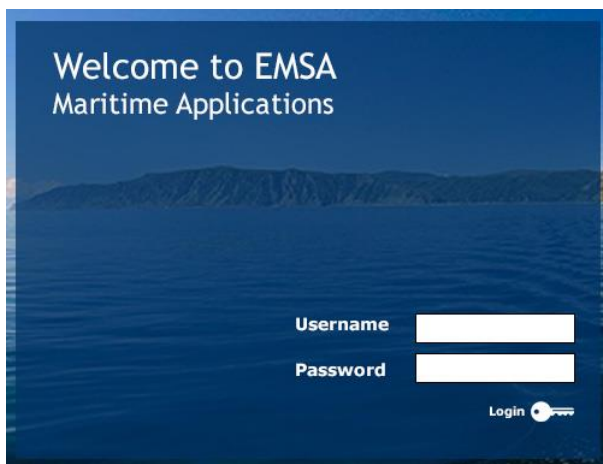 Welcome to EMSA
Maritime Applications
Username
Password
Login